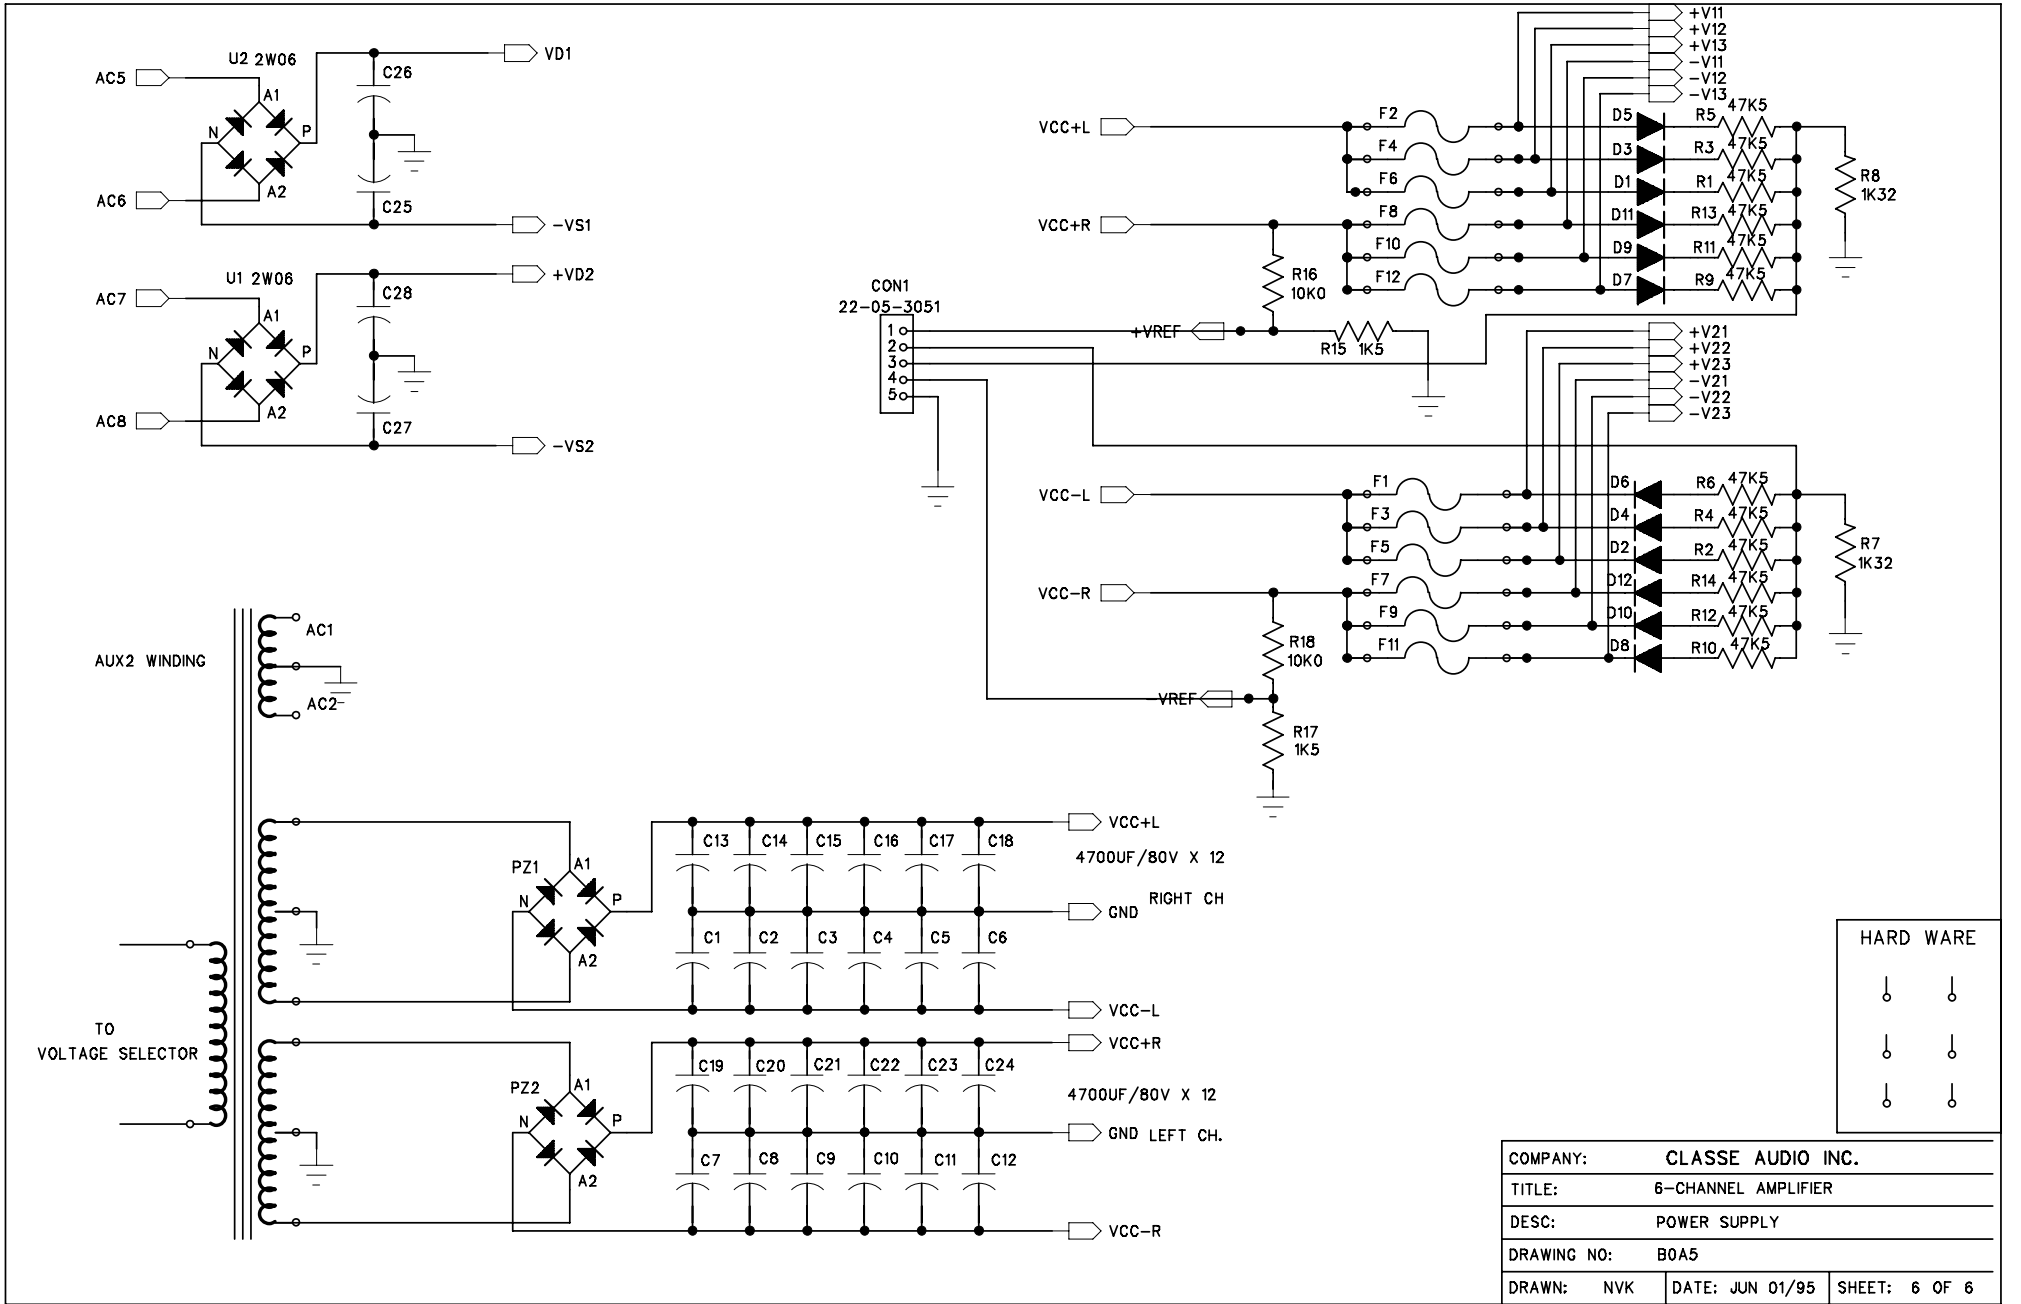 U2 2W06
AC5
A1
N
P
A2
AC6
C26
C25
VD1
-VS1
U1 2W06
AC7
A1
N
P
A2
AC8
C28
C27
+VD2
-VS2
+V11
+V12
+V13
-V11
-V12
-V13
VCC+L
VCC+R
F2
F4
F6
F8
F10
F12
D5
D3
D1
D11
D9
D7
R5 47K5
R3 47K5
R1 47K5
R13 47K5
R11 47K5
R9 47K5
R8
1K32
R16
10K0
CON1
22-05-3051
1
2
3
4
5
+VREF
R15 1K5
+V21
+V22
+V23
-V21
-V22
-V23
VCC-L
VCC-R
F1
F3
F5
F7
F9
F11
D6
D4
D2
D12
D10
D8
R6 47K5
R4 47K5
R2 47K5
R14 47K5
R12 47K5
R10 47K5
R7
1K32
R18
10K0
-VREF
R17
1K5
AUX2 WINDING
AC1
AC2
TO
VOLTAGE SELECTOR
PZ1
A1
N
P
A2
C13 C14 C15 C16 C17 C18
C1 C2 C3 C4 C5 C6
VCC+L
4700UF/80V X 12
RIGHT CH
GND
VCC-L
PZ2
A1
N
P
A2
C19 C20 C21 C22 C23 C24
C7 C8 C9 C10 C11 C12
VCC+R
4700UF/80V X 12
GND LEFT CH.
VCC-R
HARD WARE
COMPANY: CLASSE AUDIO INC.
TITLE: 6-CHANNEL AMPLIFIER
DESC: POWER SUPPLY
DRAWING NO: B0A5
DRAWN: NVK DATE: JUN 01/95 SHEET: 6 OF 6